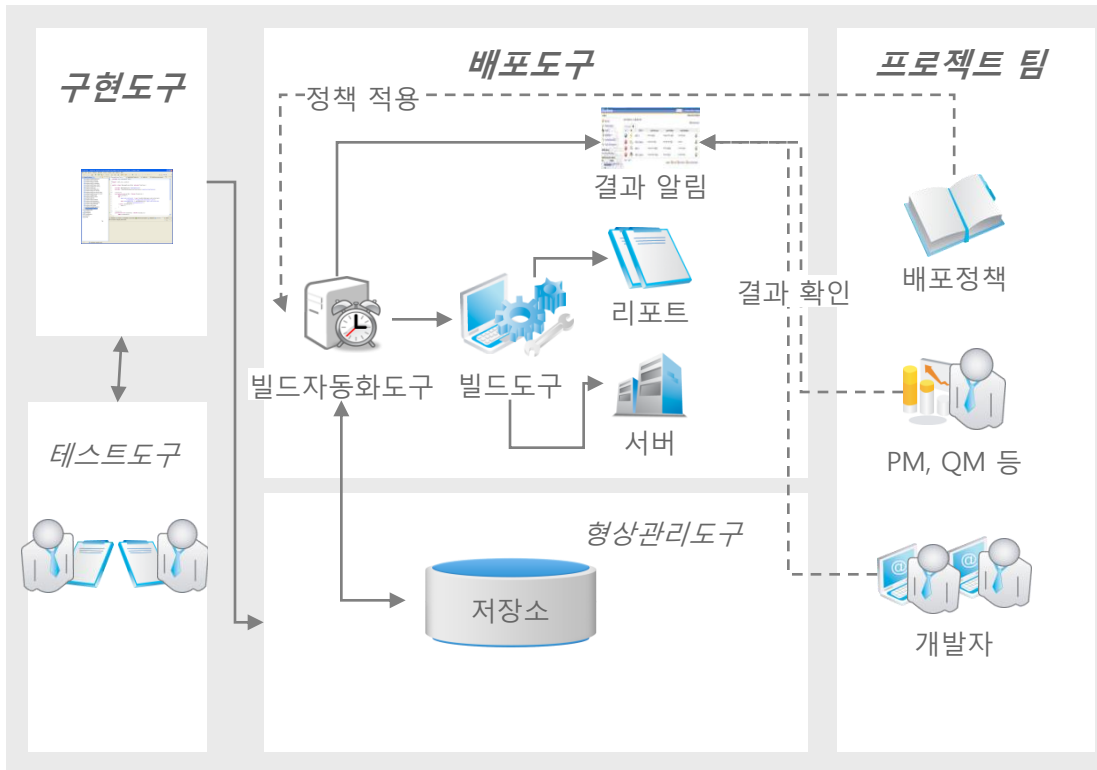 구현도구
테스트도구
배포도구
정책 적용
결과 알림
리포트
빌드자동화도구
빌드도구
서버
형상관리도구
저장소
프로젝트 팀
배포정책
결과 확인
PM, QM 등
@
@
개발자